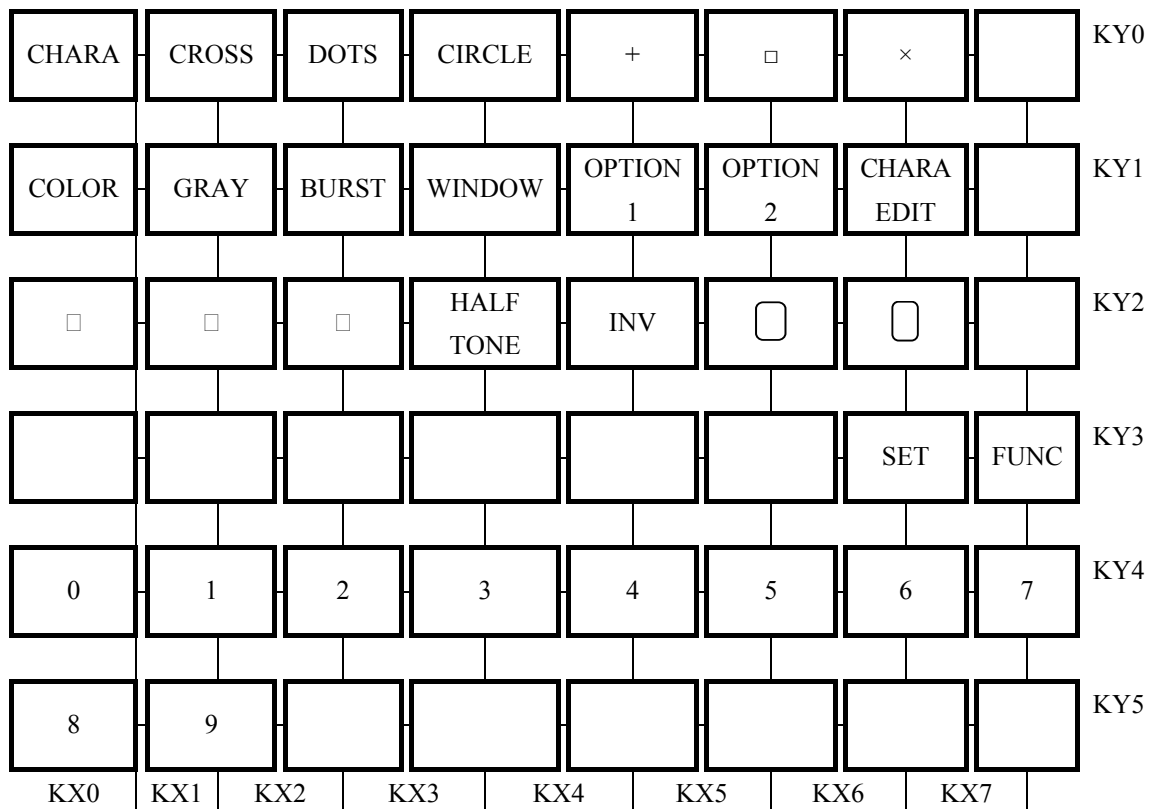 CHARA CROSS DOTS CIRCLE + □ × KY0
COLOR GRAY BURST WINDOW OPTION 1 OPTION 2 CHARA EDIT KY1
□ □ □ HALF TONE INV ▢ ▢ KY2
SET FUNC KY3
0 1 2 3 4 5 6 7 KY4
8 9 KY5
KX0 KX1 KX2 KX3 KX4 KX5 KX6 KX7